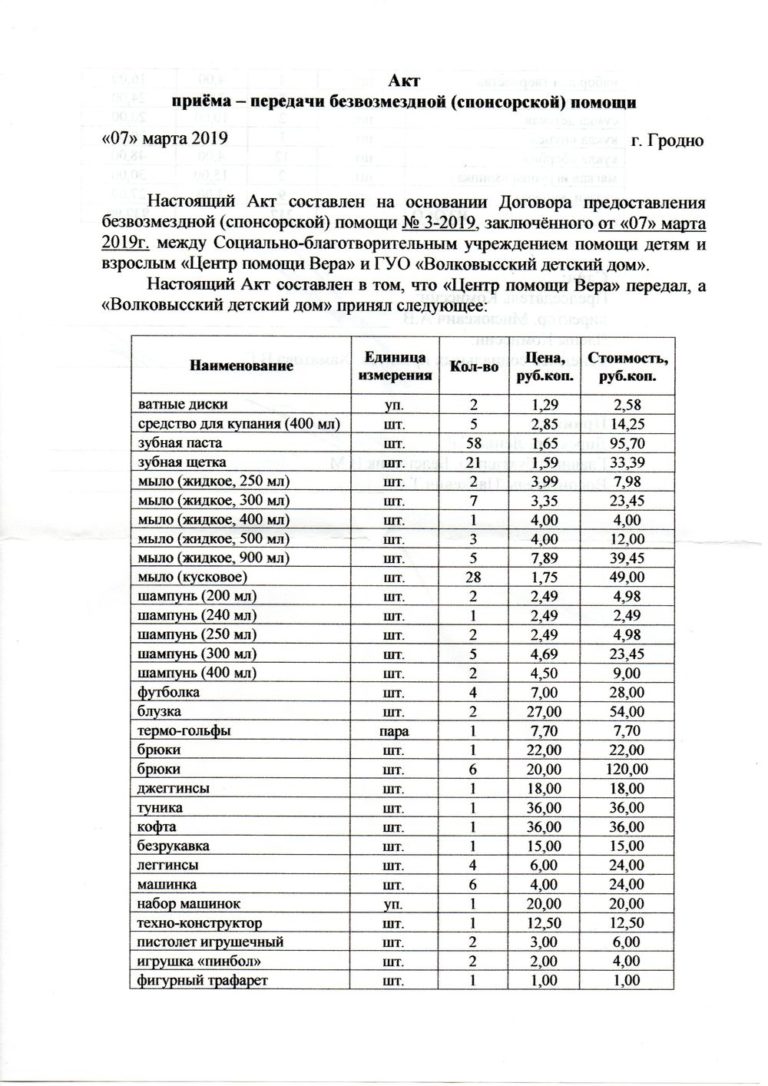 Акт
приёма – передачи безвозмездной (спонсорской) помощи
«07» марта 2019 г. Гродно
Настоящий Акт составлен на основании Договора предоставления
безвозмездной (спонсорской) помощи № 3-2019, заключённого от «07» марта
2019г. между Социально-благотворительным учреждением помощи детям и
взрослым «Центр помощи Вера» и ГУО «Волковысский детский дом».
Настоящий Акт составлен в том, что «Центр помощи Вера» передал, а
«Волковысский детский дом» принял следующее:
Наименование Единица измерения Кол-во Цена, руб.коп. Стоимость, руб.коп.
ватные диски уп. 2 1,29 2,58
средство для купания (400 мл) шт. 5 2,85 14,25
зубная паста шт. 58 1,65 95,70
зубная щетка шт. 21 1,59 33,39
мыло (жидкое, 250 мл) шт. 2 3,99 7,98
мыло (жидкое, 300 мл) шт. 7 3,35 23,45
мыло (жидкое, 400 мл) шт. 1 4,00 4,00
мыло (жидкое, 500 мл) шт. 3 4,00 12,00
мыло (жидкое, 900 мл) шт. 5 7,89 39,45
мыло (кусковое) шт. 28 1,75 49,00
шампунь (200 мл) шт. 2 2,49 4,98
шампунь (240 мл) шт. 1 2,49 2,49
шампунь (250 мл) шт. 2 2,49 4,98
шампунь (300 мл) шт. 5 4,69 23,45
шампунь (400 мл) шт. 2 4,50 9,00
футболка шт. 4 7,00 28,00
блузка шт. 2 27,00 54,00
термо-гольфы пара 1 7,70 7,70
брюки шт. 1 22,00 22,00
брюки шт. 6 20,00 120,00
джеггинсы шт. 1 18,00 18,00
туника шт. 1 36,00 36,00
кофта шт. 1 36,00 36,00
безрукавка шт. 1 15,00 15,00
леггинсы шт. 4 6,00 24,00
машинка шт. 6 4,00 24,00
набор машинок уп. 1 20,00 20,00
техно-конструктор шт. 1 12,50 12,50
пистолет игрушечный шт. 2 3,00 6,00
игрушка «пинбол» шт. 2 2,00 4,00
фигурный трафарет шт. 1 1,00 1,00